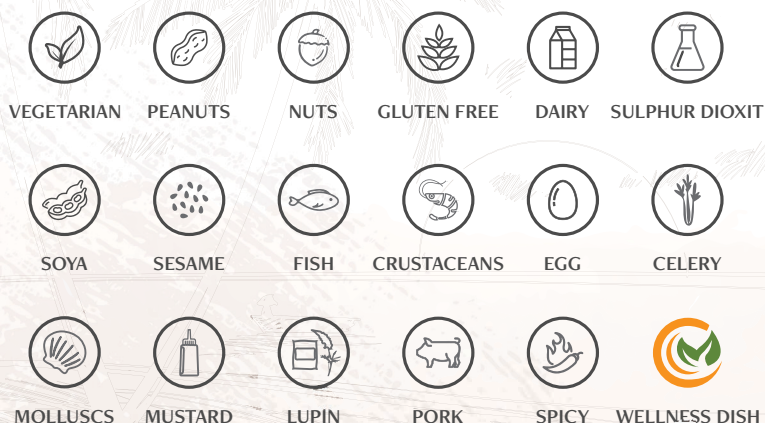 VEGETARIAN PEANUTS NUTS GLUTEN FREE DAIRY SULPHUR DIOXIT
SOYA SESAME FISH CRUSTACEANS EGG CELERY
MOLLUSCS MUSTARD LUPIN PORK SPICY WELLNESS DISH